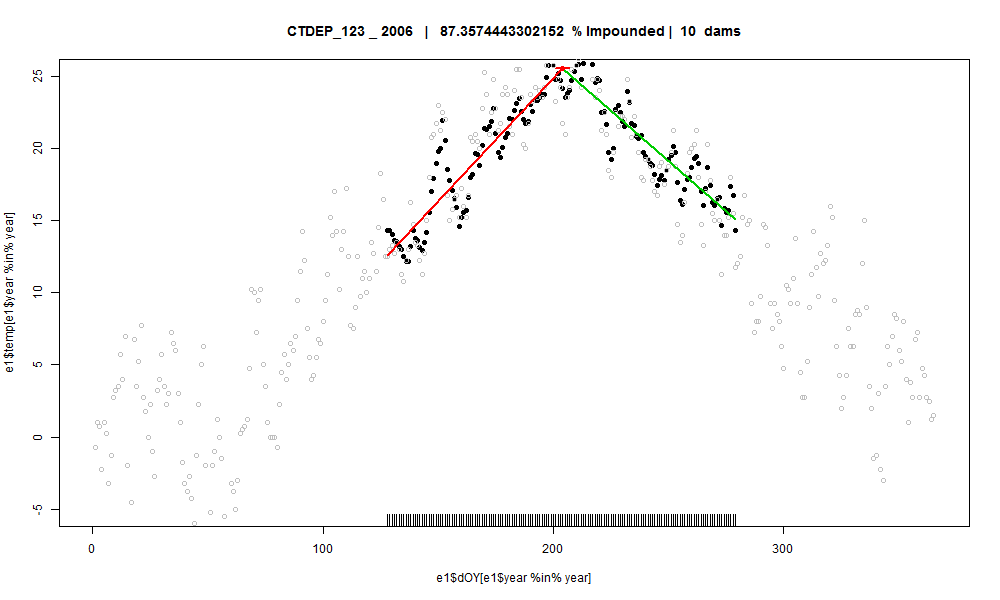 CTDEP_123 _ 2006 | 87.3574443302152 % Impounded | 10 dams
e1$temp[e1$year %in% year]
25
20
15
10
5
0
-5
0 100 200 300
e1$dOY[e1$year %in% year]